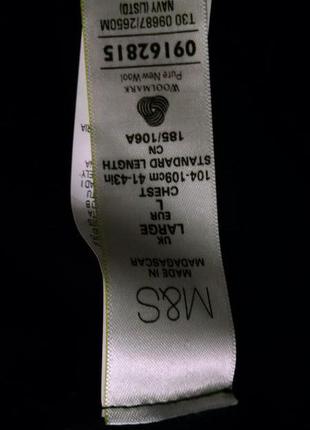 M&S
MADE IN
MADAGASCAR
UK
LARGE
EUR
L
CHEST
104-109cm 41-43in
STANDARD LENGTH
CN
185/106A
WOOLMARK
Pure New Wool
09162815
T30 09687/2650M
NAVY (LISTD)